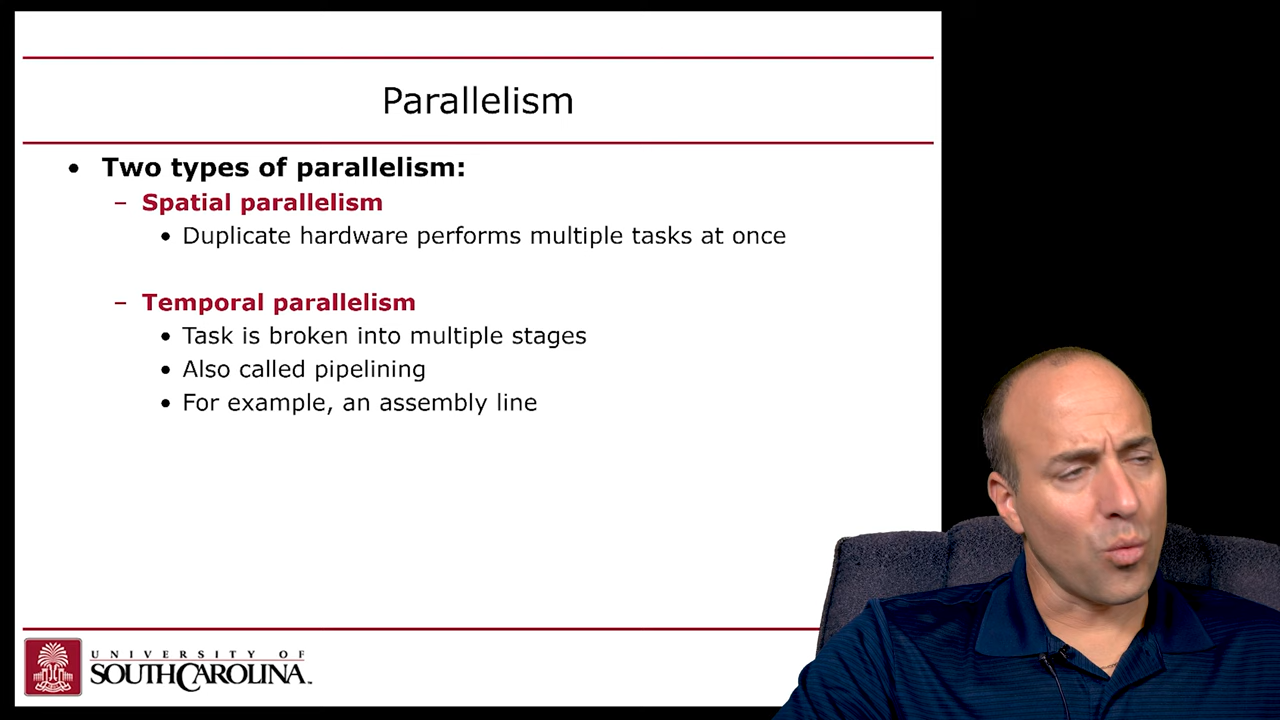 Parallelism
• Two types of parallelism:
– Spatial parallelism
• Duplicate hardware performs multiple tasks at once
– Temporal parallelism
• Task is broken into multiple stages
• Also called pipelining
• For example, an assembly line
UNIVERSITY OF
SOUTH CAROLINA